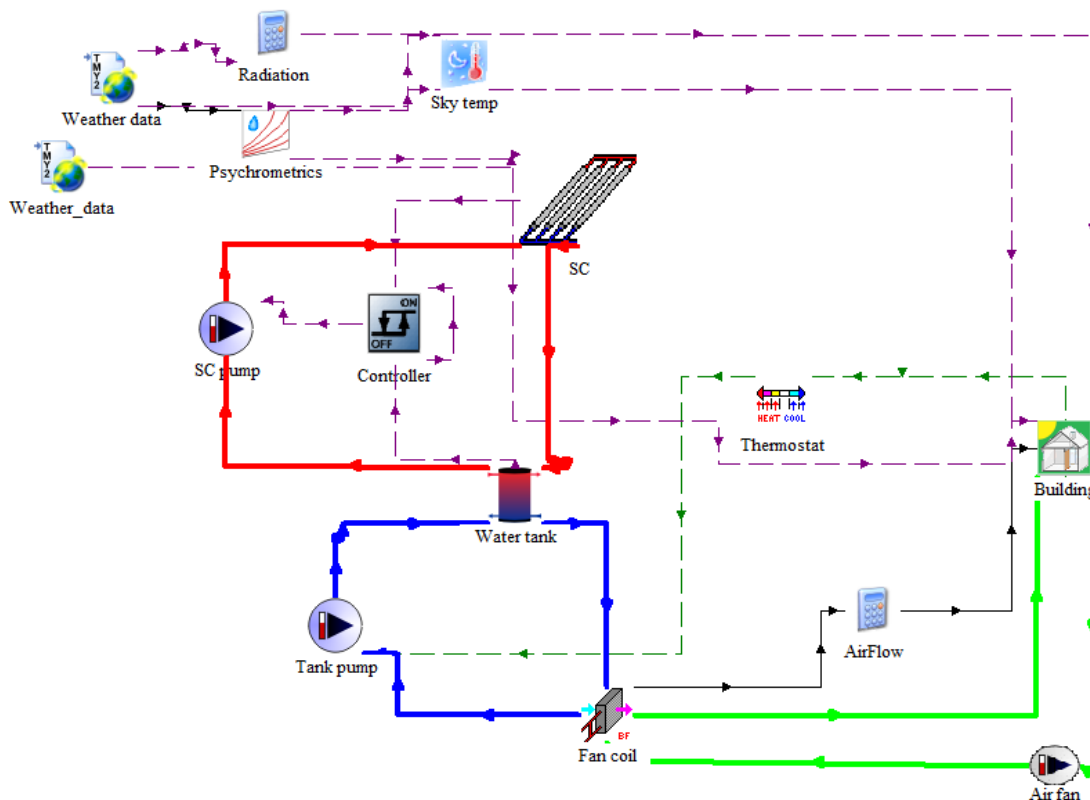 TMY2
Radiation
Sky temp
Weather data
TMY2
Psychrometrics
Weather_data
SC
ON
OFF
SC pump
Controller
HEAT COOL
Thermostat
Building
Water tank
Tank pump
AirFlow
BF
Fan coil
Air fan